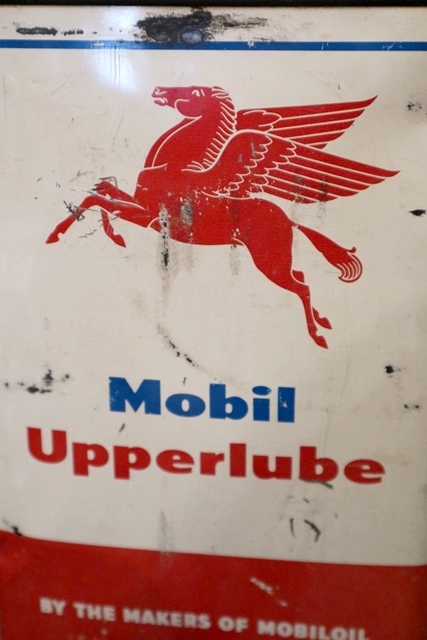 Mobil
Upperlube
BY THE MAKERS OF MOBILOIL